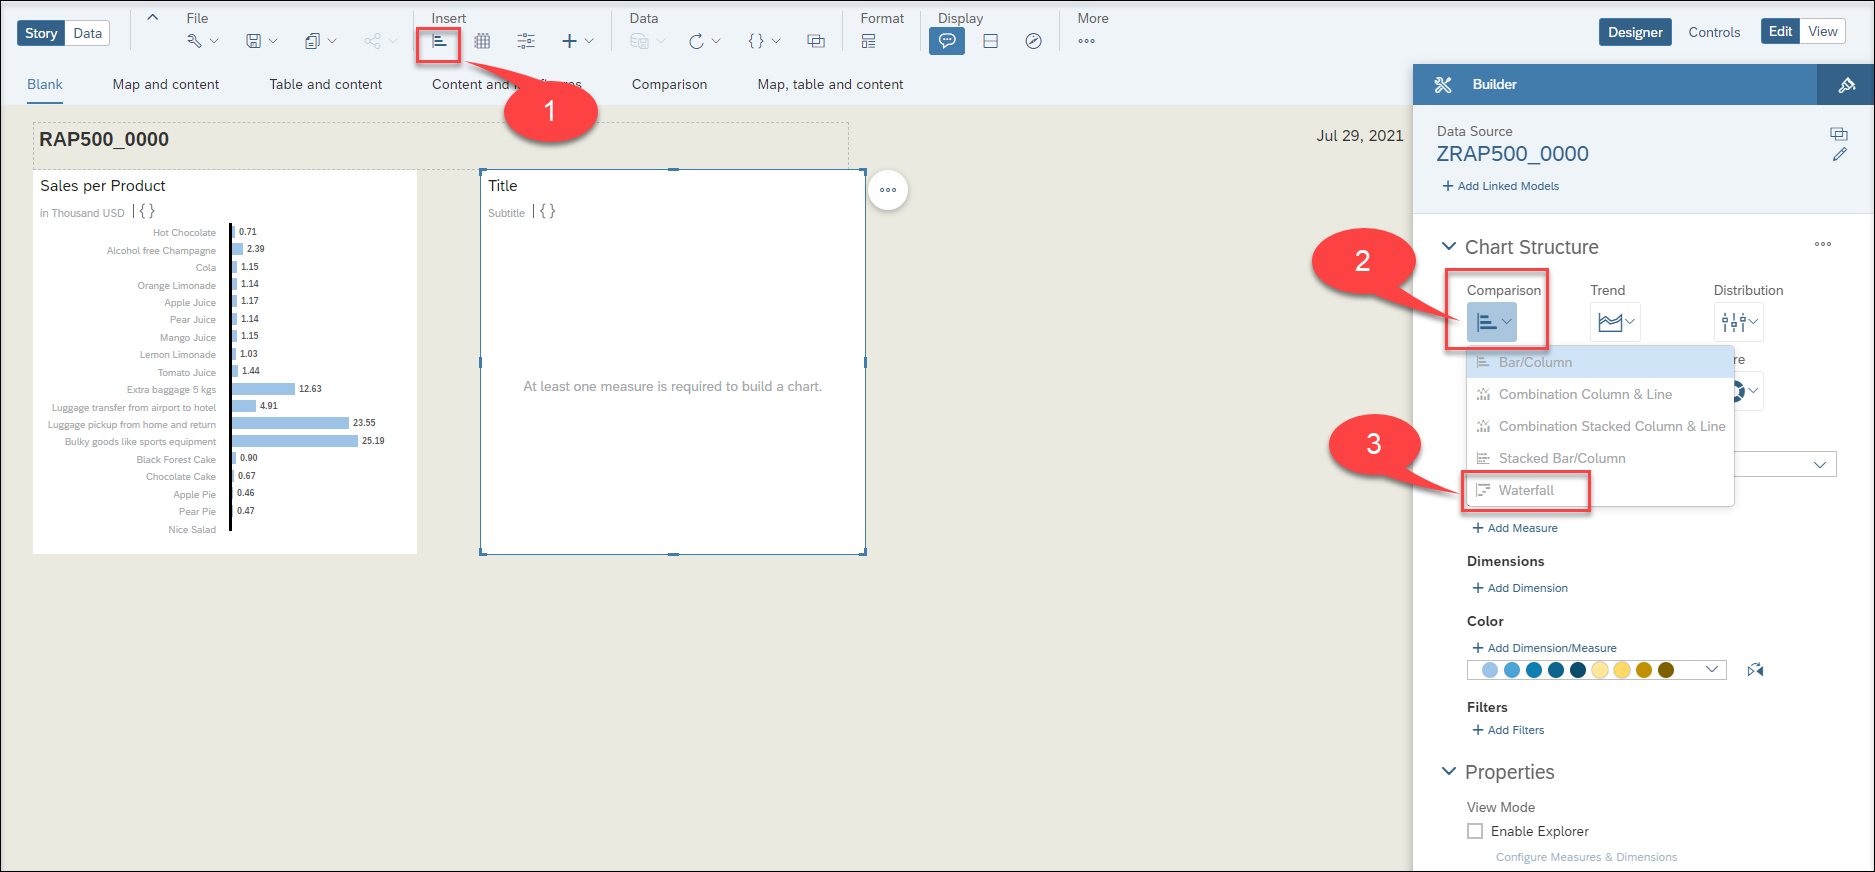 Story Data
File
Insert
Data
Format
Display
More
Designer Controls Edit View
Blank
Map and content
Table and content
Content and
Comparison
Map, table and content
1
RAP500_0000
Jul 29, 2021
Sales per Product
in Thousand USD | { }
Hot Chocolate 0.71
Alcohol free Champagne 2.39
Cola 1.15
Orange Limonade 1.14
Apple Juice 1.17
Pear Juice 1.14
Mango Juice 1.15
Lemon Limonade 1.03
Tomato Juice 1.44
Extra baggage 5 kgs 12.63
Luggage transfer from airport to hotel 4.91
Luggage pickup from home and return 23.55
Bulky goods like sports equipment 25.19
Black Forest Cake 0.90
Chocolate Cake 0.67
Apple Pie 0.46
Pear Pie 0.47
Nice Salad
Title
Subtitle | { }
At least one measure is required to build a chart.
Builder
Data Source
ZRAP500_0000
+ Add Linked Models
Chart Structure
2
Comparison
Trend
Distribution
Bar/Column
Combination Column & Line
Combination Stacked Column & Line
Stacked Bar/Column
Waterfall
3
+ Add Measure
Dimensions
+ Add Dimension
Color
+ Add Dimension/Measure
Filters
+ Add Filters
Properties
View Mode
Enable Explorer
Configure Measures & Dimensions